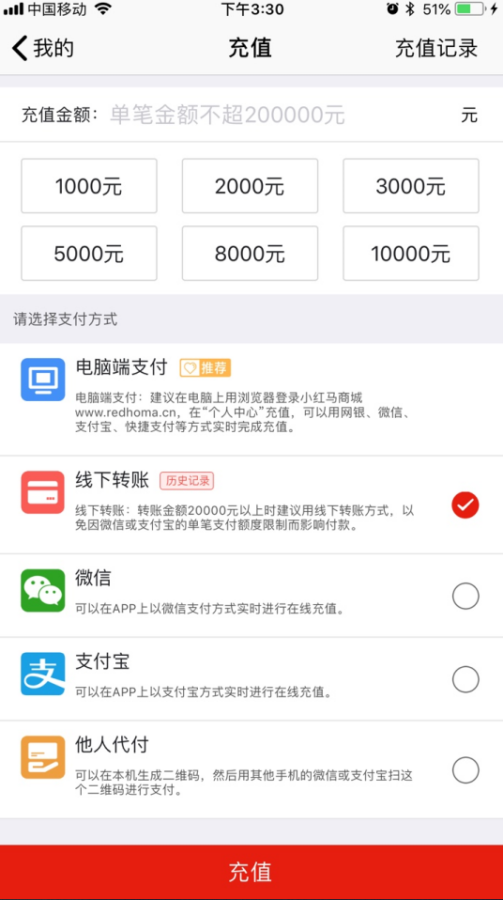 中国移动
下午3:30
51%
我的
充值
充值记录
充值金额：
单笔金额不超200000元
元
1000元
2000元
3000元
5000元
8000元
10000元
请选择支付方式
电脑端支付
推荐
电脑端支付：建议在电脑上用浏览器登录小红马商城
www.redhoma.cn，在“个人中心”充值，可以用网银、微信、
支付宝、快捷支付等方式实时完成充值。
线下转账
历史记录
线下转账：转账金额20000元以上时建议用线下转账方式，以
免因微信或支付宝的单笔支付额度限制而影响付款。
微信
可以在APP上以微信支付方式实时进行在线充值。
支
支付宝
可以在APP上以支付宝方式实时进行在线充值。
他人代付
可以在本机生成二维码，然后用其他手机的微信或支付宝扫这
个二维码进行支付。
充值